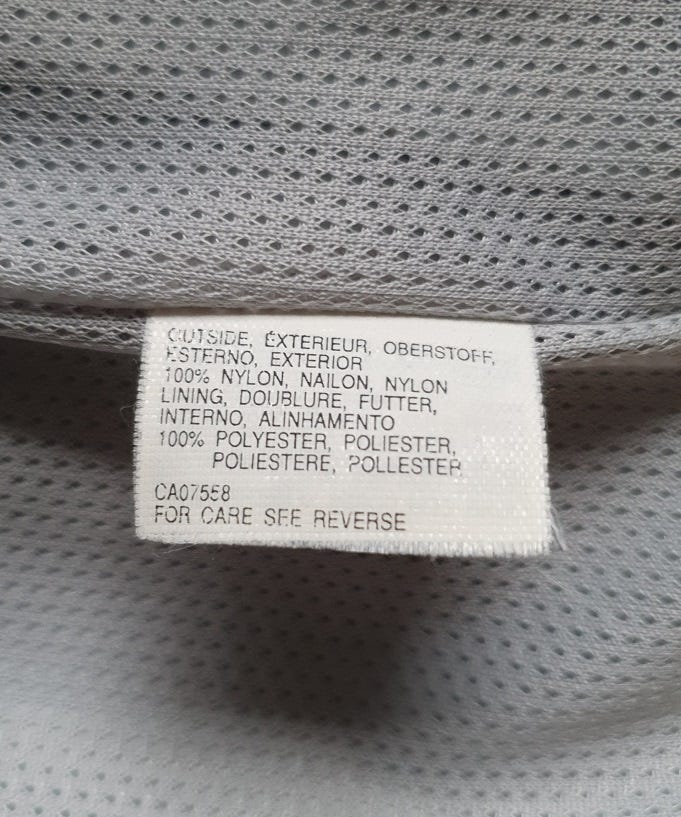 OUTSIDE, ÉXTERIEUR, OBERSTOFF,
ESTERNO, EXTERIOR
100% NYLON, NAILON, NYLON
LINING, DOUBLURE, FUTTER,
INTERNO, ALINHAMENTO
100% POLYESTER, POLIESTER,
POLIESTERE, POLLESTER
CA07558
FOR CARE SEE REVERSE